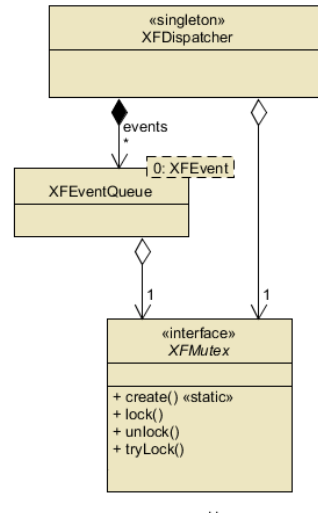 «singleton»
XFDispatcher
events
*
0: XFEvent
XFEventQueue
1
1
«interface»
XFMutex
+ create() «static»
+ lock()
+ unlock()
+ tryLock()